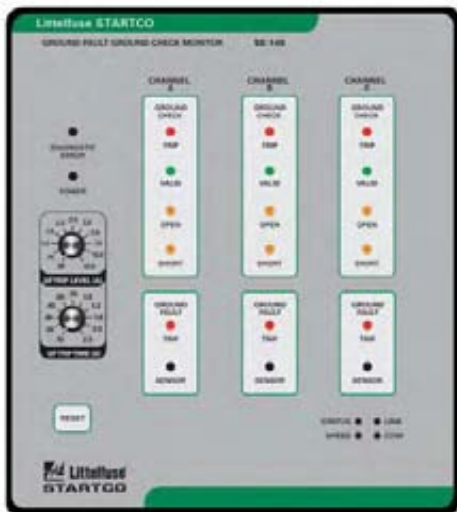 Littelfuse STARTCO
GROUND-FAULT GROUND-CHECK MONITOR
CHANNEL A
CHANNEL B
CHANNEL
GROUND CHECK
GROUND CHECK
GROUND CHECK
TRIP
TRIP
TRIP
DIAGNOSTIC ERROR
VALID
VALID
VALID
POWER
OPEN
OPEN
OPEN
SHORT
SHORT
SHORT
GF TRIP LEVEL (A)
GROUND FAULT
GROUND FAULT
GROUND FAULT
TRIP
TRIP
TRIP
SENSOR
SENSOR
SENSOR
GF TRIP TIME (S)
RESET
STATUS
LINK
SPEED
COM
Littelfuse
STARTCO